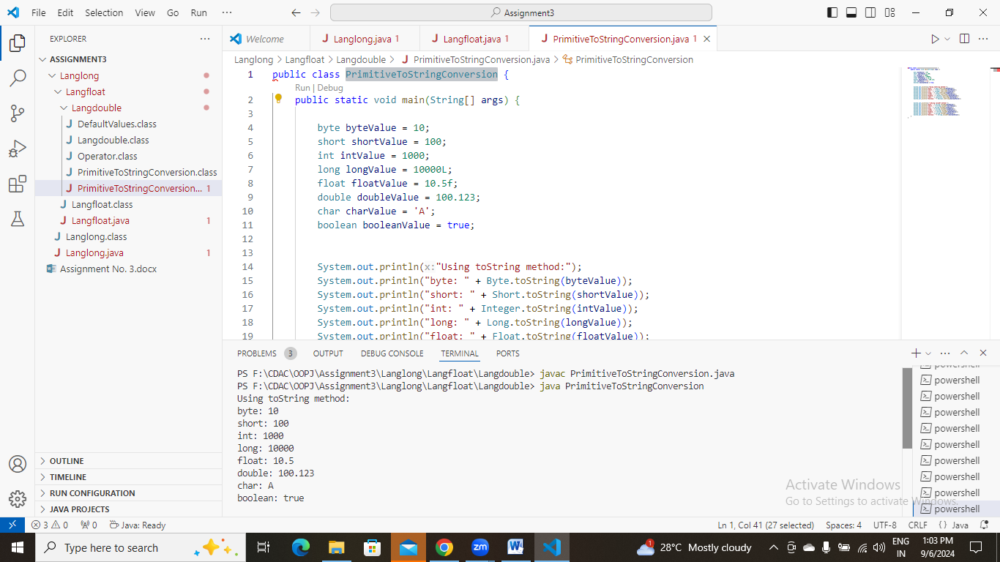 File Edit Selection View Go Run ··· Assignment3
EXPLORER ···
ASSIGNMENT3
Langlong
Langfloat
Langdouble
DefaultValues.class
Langdouble.class
Operator.class
PrimitiveToStringConversion.class
PrimitiveToStringConversion... 1
Langfloat.class
Langfloat.java 1
Langlong.class
Langlong.java 1
Assignment No. 3.docx
OUTLINE
TIMELINE
RUN CONFIGURATION
JAVA PROJECTS
Welcome Langlong.java 1 Langfloat.java 1 PrimitiveToStringConversion.java 1
Langlong > Langfloat > Langdouble > PrimitiveToStringConversion.java > PrimitiveToStringConversion
1 public class PrimitiveToStringConversion {
Run | Debug
2 public static void main(String[] args) {
3
4 byte byteValue = 10;
5 short shortValue = 100;
6 int intValue = 1000;
7 long longValue = 10000L;
8 float floatValue = 10.5f;
9 double doubleValue = 100.123;
10 char charValue = 'A';
11 boolean booleanValue = true;
12
13
14 System.out.println(x:"Using toString method:");
15 System.out.println("byte: " + Byte.toString(byteValue));
16 System.out.println("short: " + Short.toString(shortValue));
17 System.out.println("int: " + Integer.toString(intValue));
18 System.out.println("long: " + Long.toString(longValue));
19 System.out.println("float: " + Float.toString(floatValue));
PROBLEMS 3 OUTPUT DEBUG CONSOLE TERMINAL PORTS
PS F:\CDAC\OOPJ\Assignment3\Langlong\Langfloat\Langdouble> javac PrimitiveToStringConversion.java
PS F:\CDAC\OOPJ\Assignment3\Langlong\Langfloat\Langdouble> java PrimitiveToStringConversion
Using toString method:
byte: 10
short: 100
int: 1000
long: 10000
float: 10.5
double: 100.123
char: A
boolean: true
powershell
powershell
powershell
powershell
powershell
powershell
powershell
powershell
powershell
powershell
Activate Windows
Go to Settings to activate Windows.
3 0 0 Java: Ready Ln 1, Col 41 (27 selected) Spaces: 4 UTF-8 CRLF {} Java
Type here to search 1 28°C Mostly cloudy ENG IN 1:03 PM 9/6/2024